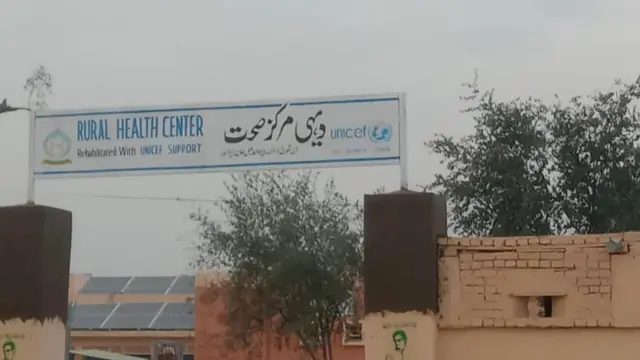 RURAL HEALTH CENTER
Rehabilitated With UNICEF SUPPORT
دیہی مرکز صحت
unicef